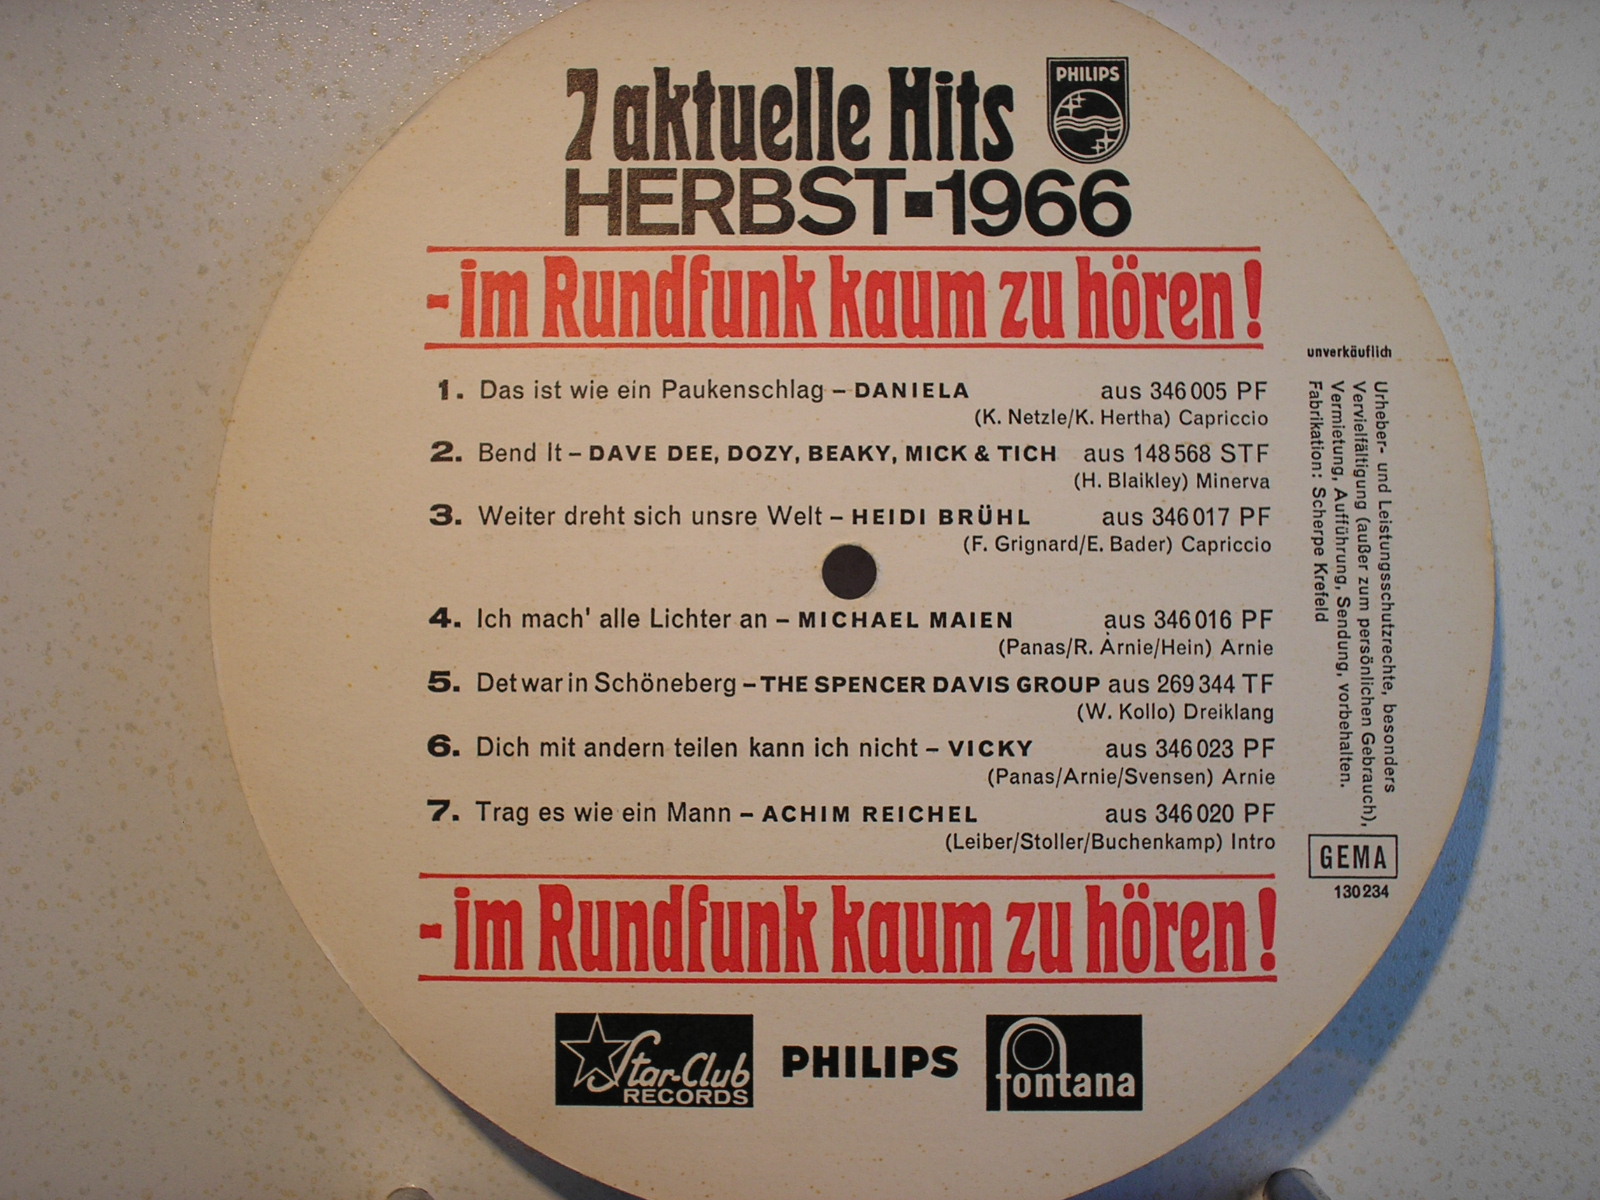 7 aktuelle Hits
PHILIPS
HERBST-1966
- im Rundfunk kaum zu hören!
1. Das ist wie ein Paukenschlag – DANIELA aus 346 005 PF
(K. Netzle/K. Hertha) Capriccio
2. Bend It – DAVE DEE, DOZY, BEAKY, MICK & TICH aus 148 568 STF
(H. Blaikley) Minerva
3. Weiter dreht sich unsre Welt – HEIDI BRÜHL aus 346 017 PF
(F. Grignard/E. Bader) Capriccio
4. Ich mach' alle Lichter an – MICHAEL MAIEN aus 346 016 PF
(Panas/R. Arnie/Hein) Arnie
5. Det war in Schöneberg – THE SPENCER DAVIS GROUP aus 269 344 TF
(W. Kollo) Dreiklang
6. Dich mit andern teilen kann ich nicht – VICKY aus 346 023 PF
(Panas/Arnie/Svensen) Arnie
7. Trag es wie ein Mann – ACHIM REICHEL aus 346 020 PF
(Leiber/Stoller/Buchenkamp) Intro
- im Rundfunk kaum zu hören!
Star-Club
RECORDS
PHILIPS
fontana
unverkäuflich
Urheber- und Leistungsschutzrechte, besonders
Vervielfältigung (außer zum persönlichen Gebrauch),
Vermietung, Aufführung, Sendung, vorbehalten.
Fabrikation: Scherpe Krefeld
GEMA
130 234